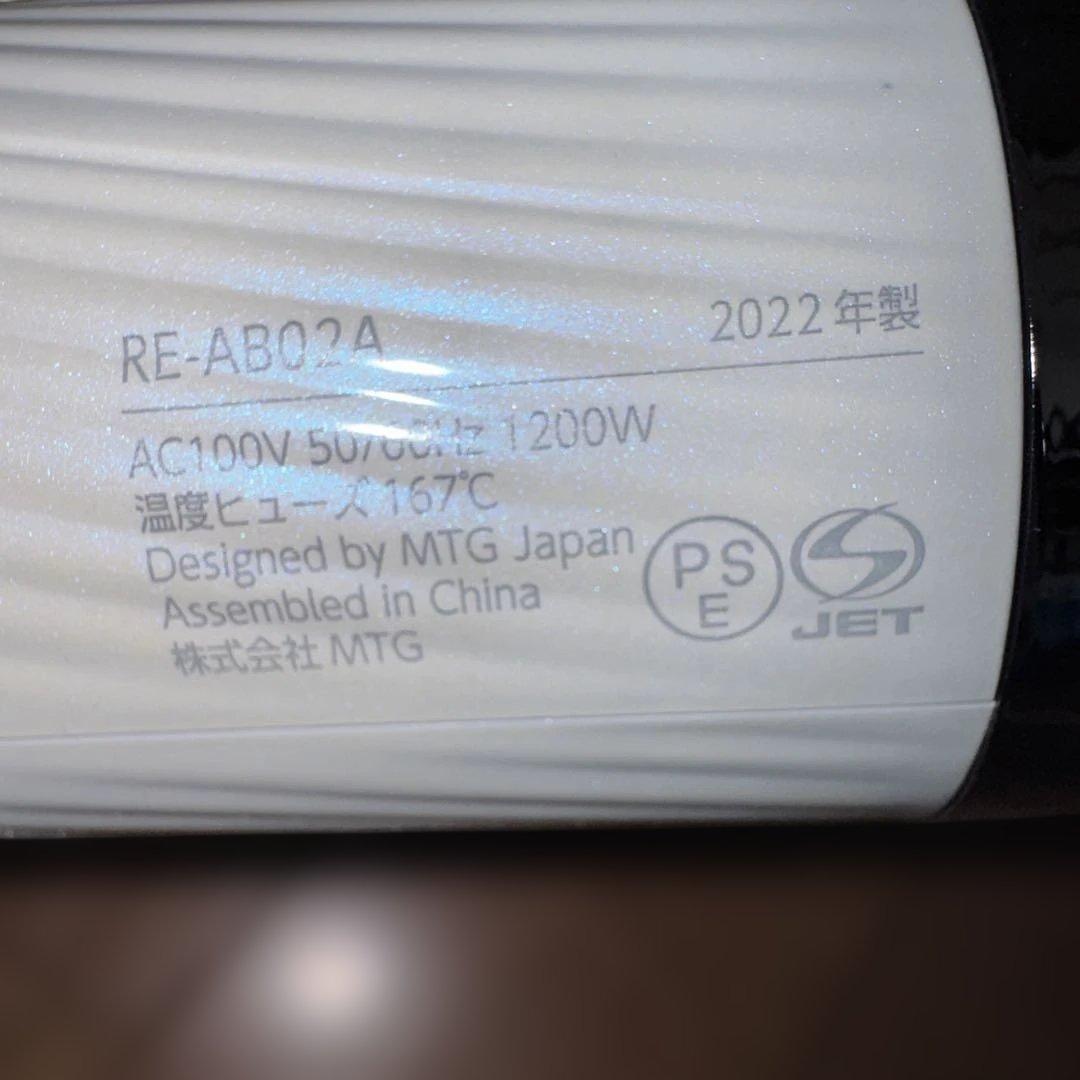 RE-AB02A 2022年製
AC100V 50/60Hz 1200W
温度ヒューズ 167℃
Designed by MTG Japan
Assembled in China
株式会社 MTG
PS
E
JET